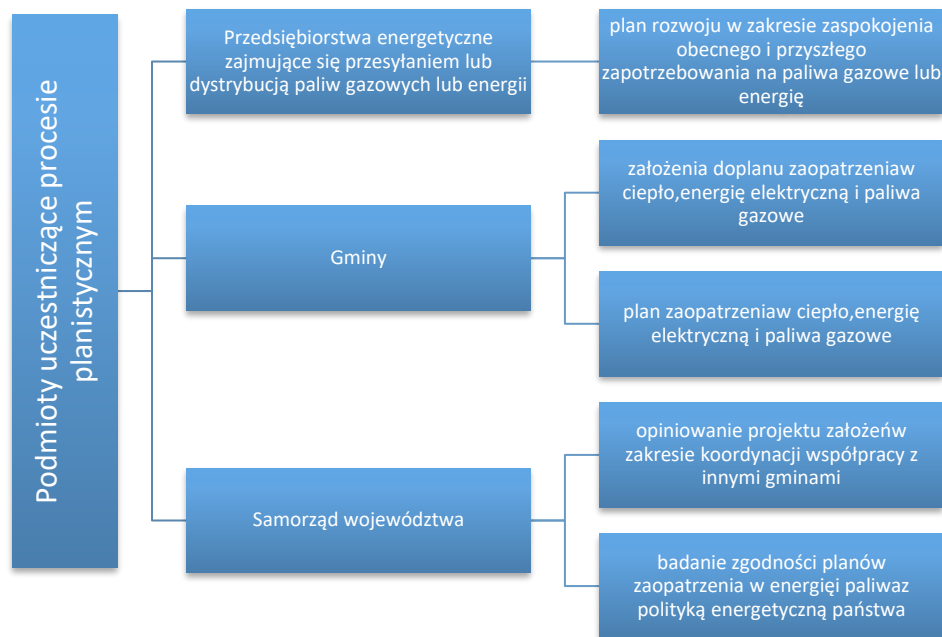 Podmioty uczestniczące procesie
planistycznym
Przedsiębiorstwa energetyczne
zajmujące się przesyłaniem lub
dystrybucją paliw gazowych lub energii
plan rozwoju w zakresie zaspokojenia
obecnego i przyszłego
zapotrzebowania na paliwa gazowe lub
energię
Gminy
założenia doplanu zaopatrzeniaw
ciepło,energię elektryczną i paliwa
gazowe
plan zaopatrzeniaw ciepło,energię
elektryczną i paliwa gazowe
Samorząd województwa
opiniowanie projektu założeńw
zakresie koordynacji współpracy z
innymi gminami
badanie zgodności planów
zaopatrzenia w energięi paliwaz
polityką energetyczną państwa